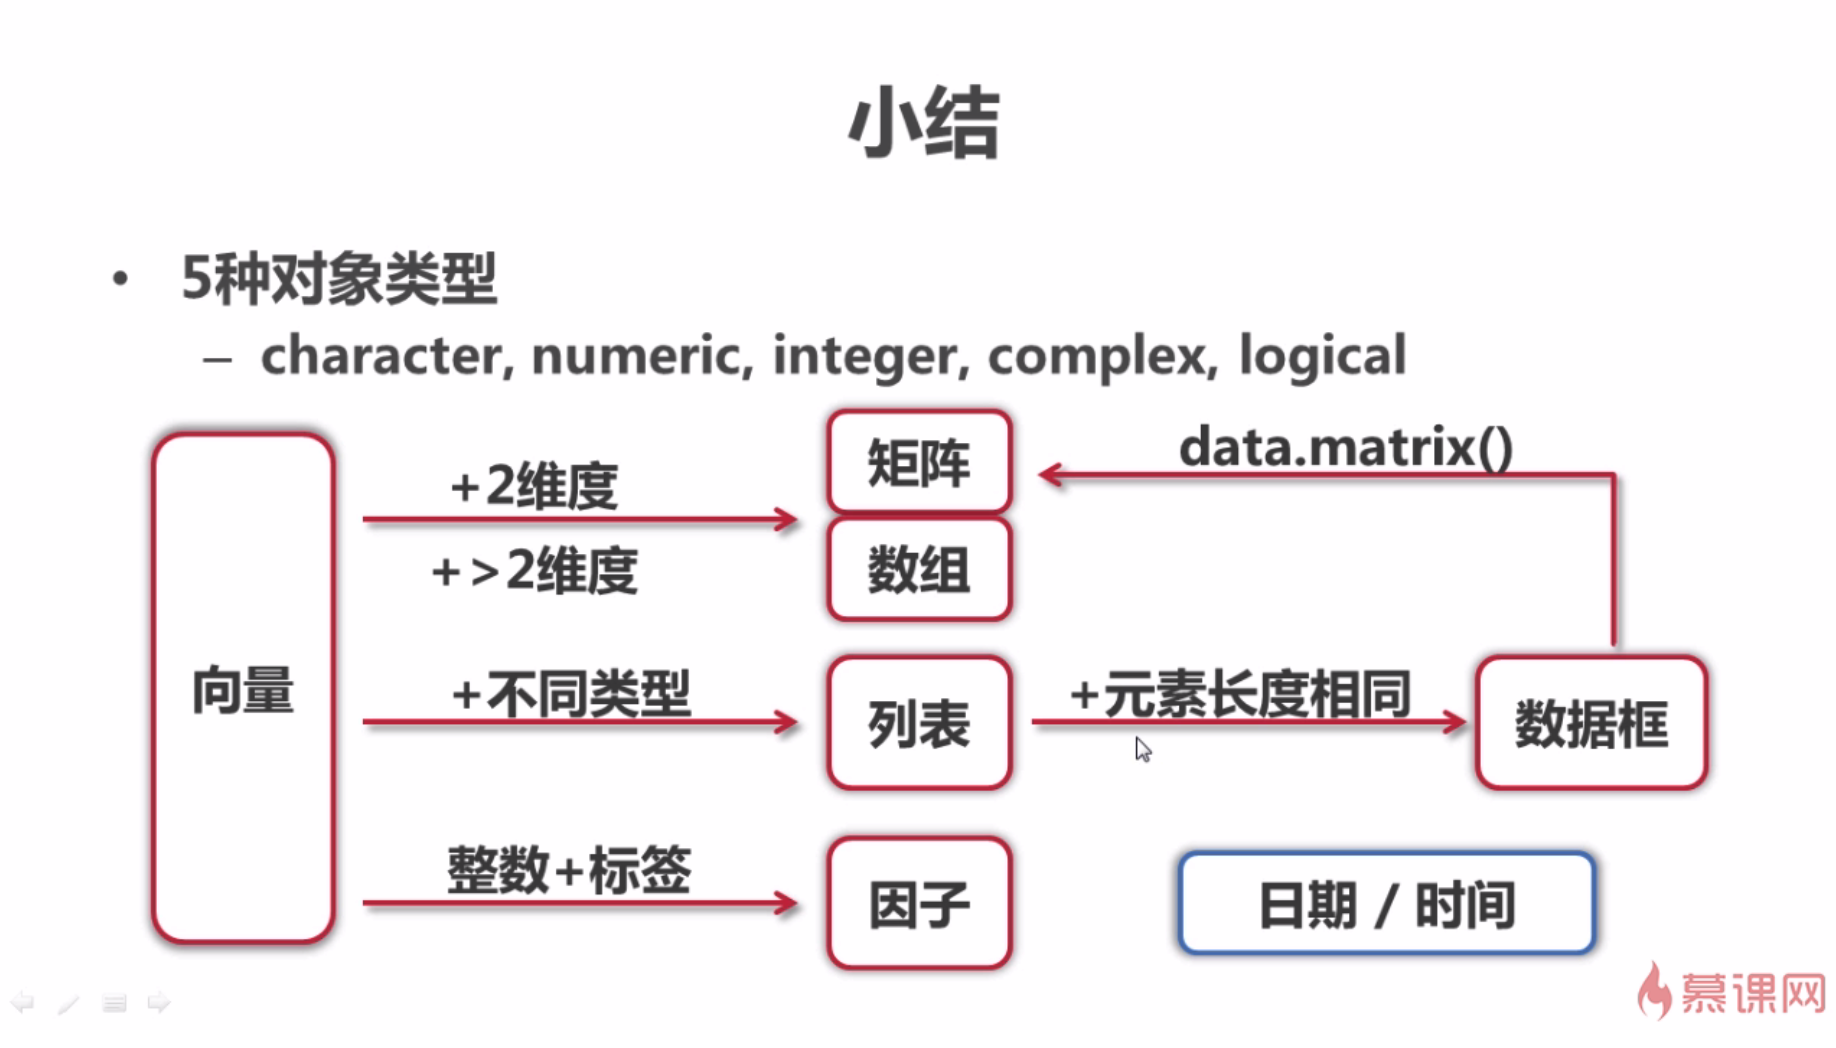 小结
• 5种对象类型
– character, numeric, integer, complex, logical
向量
+2维度
+>2维度
矩阵
数组
data.matrix()
+不同类型
列表
+元素长度相同
数据框
整数+标签
因子
日期 / 时间
慕课网